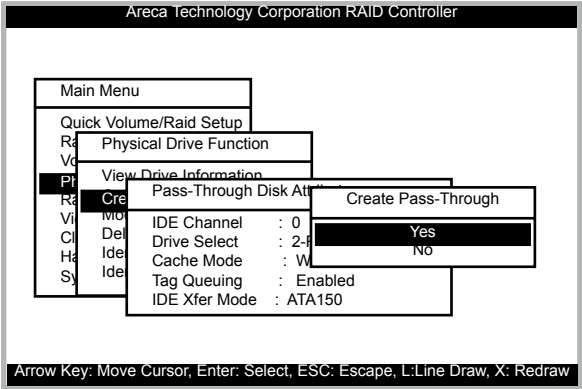 Areca Technology Corporation RAID Controller
Main Menu
Quick Volume/Raid Setup
Physical Drive Function
View Drive Information
Pass-Through Disk
IDE Channel : 0
Drive Select :
Cache Mode :
Tag Queuing : Enabled
IDE Xfer Mode : ATA150
Create Pass-Through
Yes
No
Arrow Key: Move Cursor, Enter: Select, ESC: Escape, L:Line Draw, X: Redraw